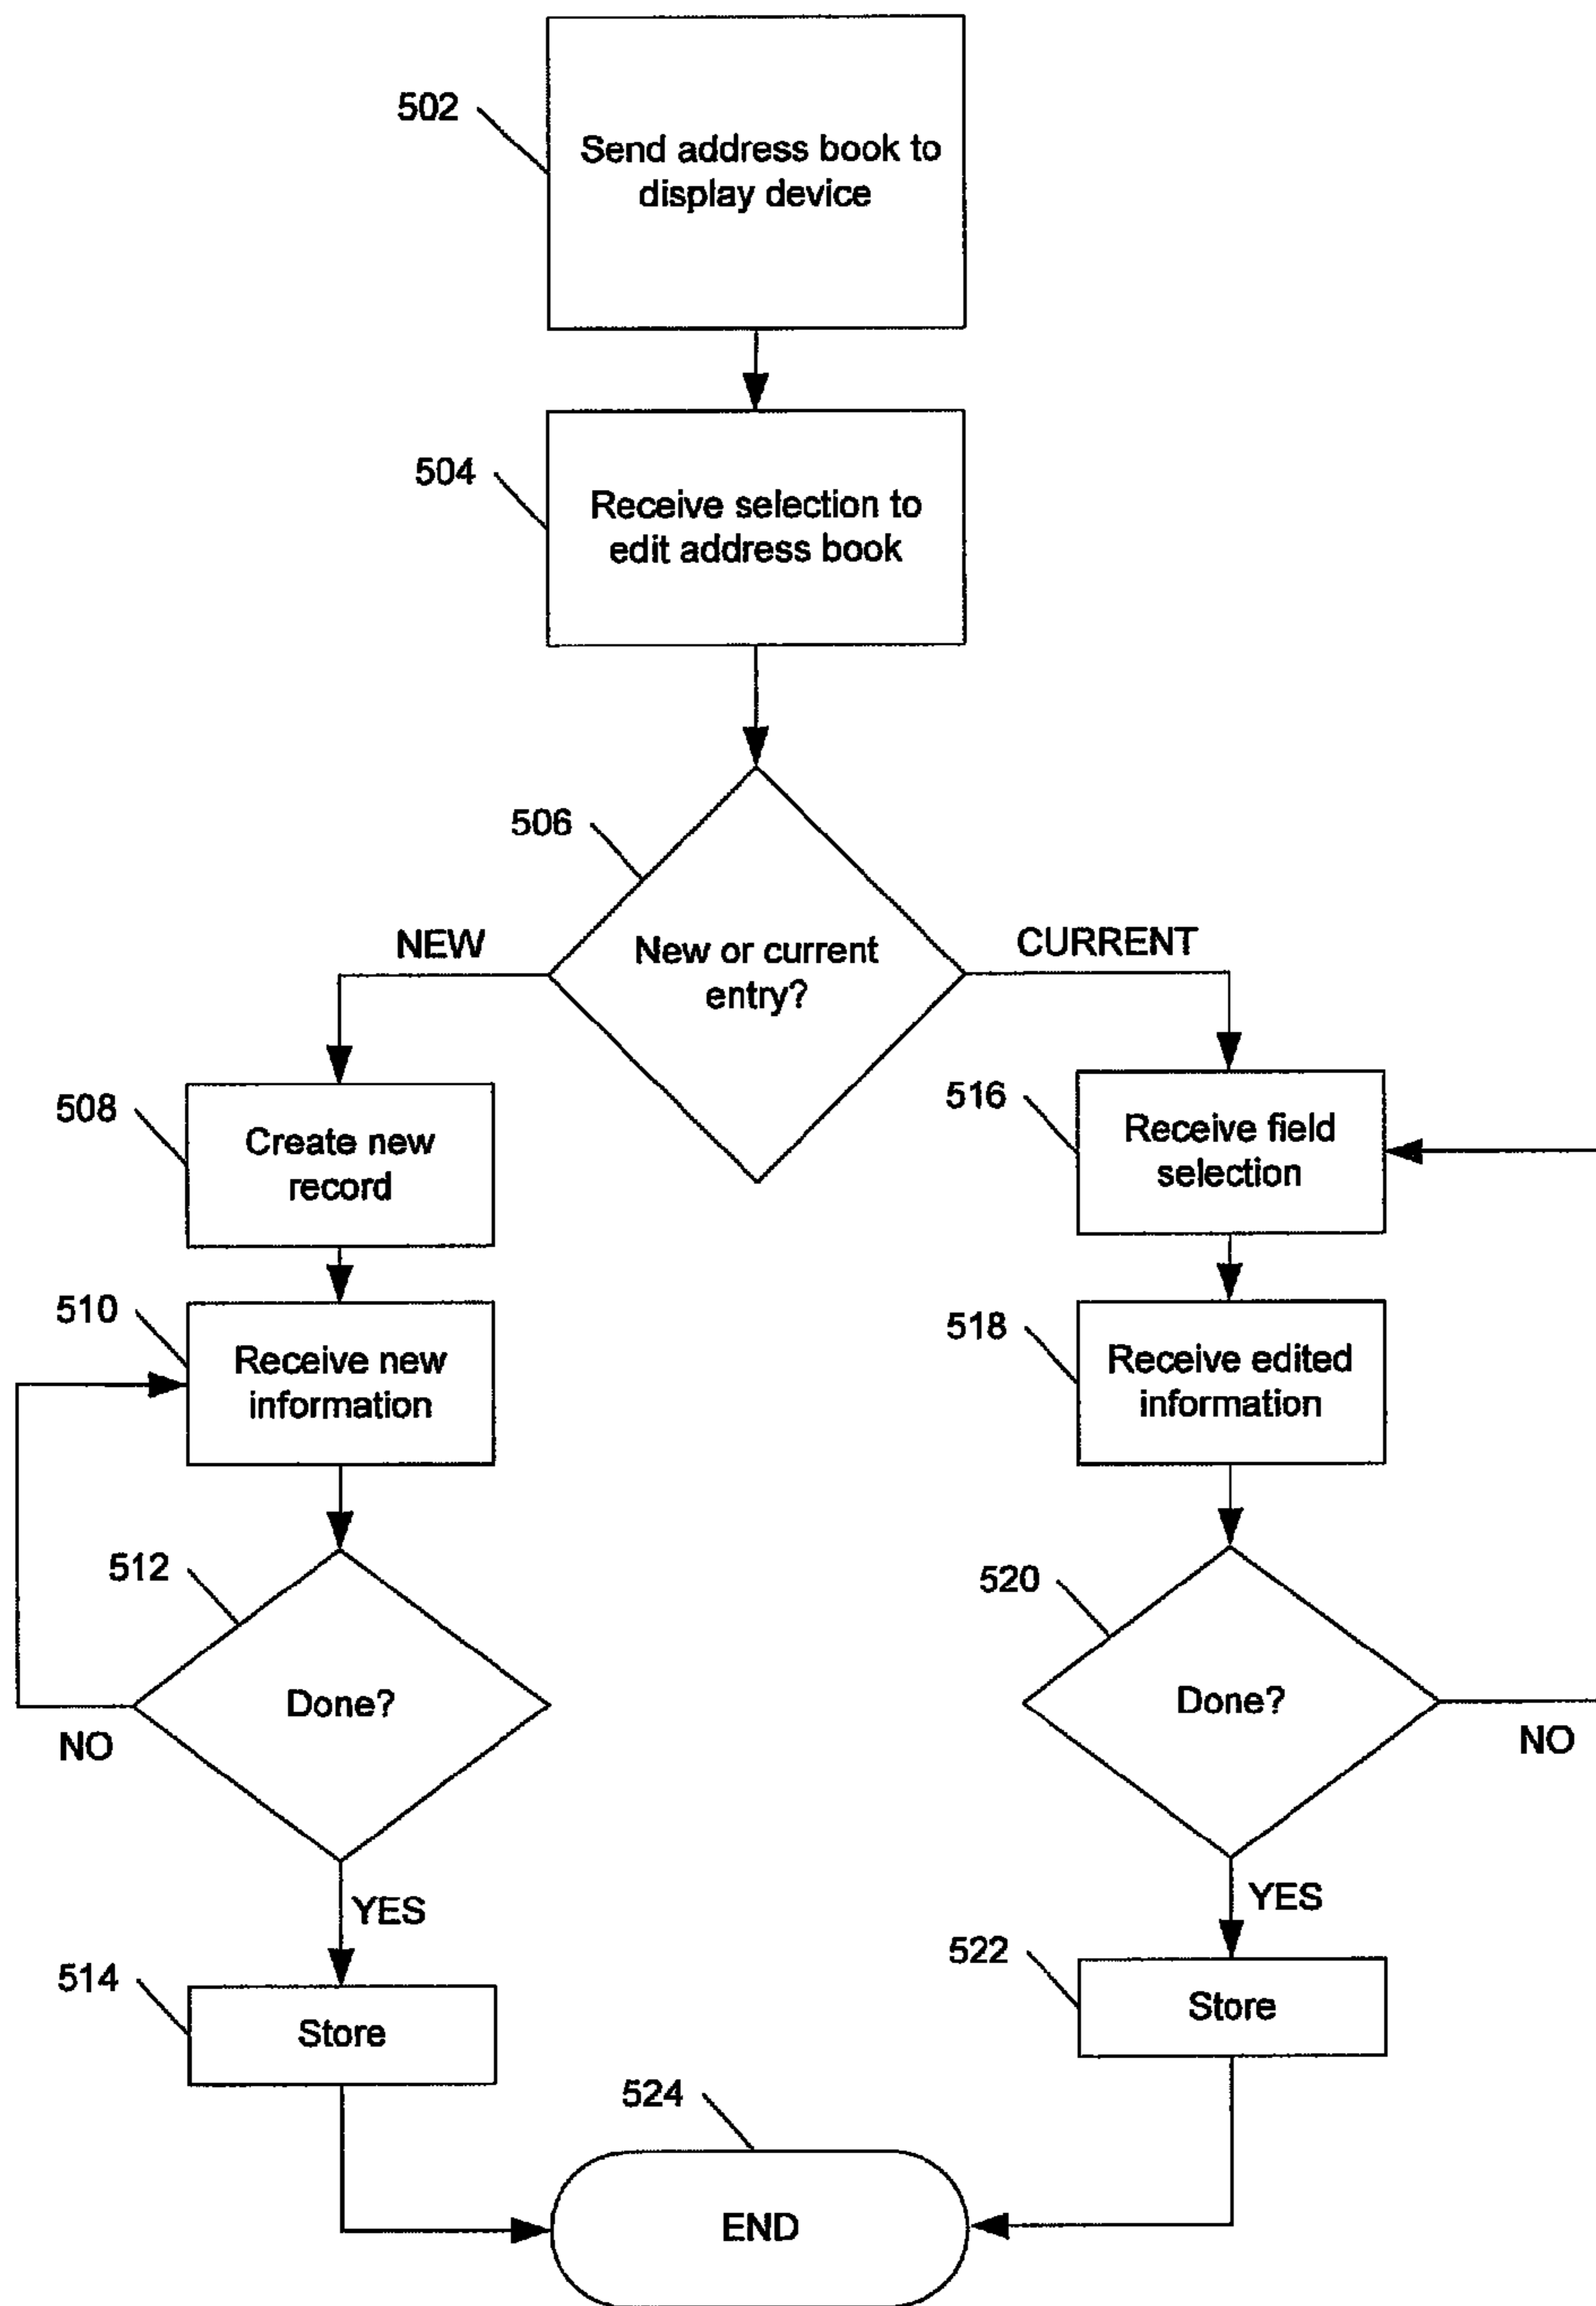 502
Send address book to
display device
504
Receive selection to
edit address book
506
New or current
entry?
NEW
CURRENT
508
Create new
record
516
Receive field
selection
510
Receive new
information
518
Receive edited
information
512
Done?
NO
520
Done?
NO
YES
YES
514
Store
522
Store
524
END